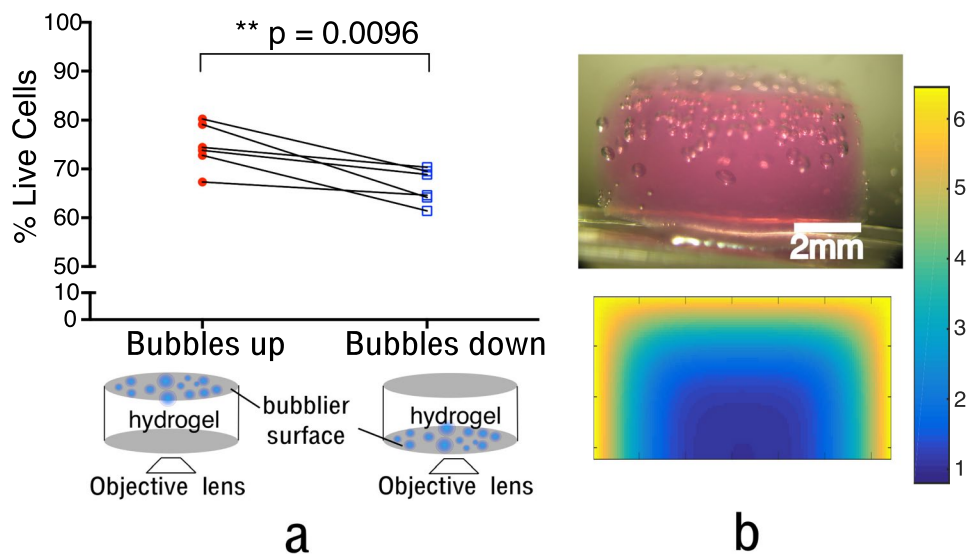 ** p = 0.0096
100
90
80
70
60
50
10
0
% Live Cells
Bubbles up
Bubbles down
hydrogel
bubblier
surface
hydrogel
Objective lens
Objective lens
a
2mm
6
5
4
3
2
1
b